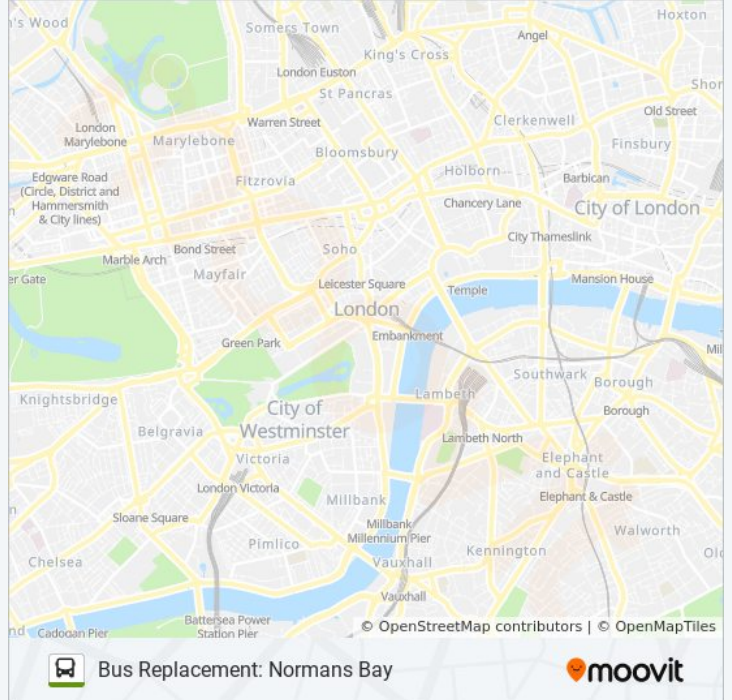 's Wood
Somers Town
Hoxton
Angel
King's Cross
London Euston
St Pancras
Shor
Old Street
Warren Street
Clerkenwell
London
Marylebone
Marylebone
Finsbury
Bloomsbury
Holborn
Edgware Road
(Circle, District and
Hammersmith
& City lines)
Fitzrovia
Barbican
Chancery Lane
City of London
City Thameslink
Bond Street
Soho
Marble Arch
Mayfair
er Gate
Leicester Square
Temple
Mansion House
London
Embankment
Green Park
Mil
Southwark
Borough
Knightsbridge
Lambeth
City of
Westminster
Borough
Belgravia
Lambeth North
Victoria
Elephant
and Castle
London Victoria
Millbank
Elephant & Castle
n
Sloane Square
Millbank
Millennium Pier
Walworth
Pimlico
Kennington
Chelsea
Vauxhall
Vauxhall
Battersea Power
Station Pier
nd
Cadogan Pier
© OpenStreetMap contributors | © OpenMapTiles
Bus Replacement: Normans Bay
moovit